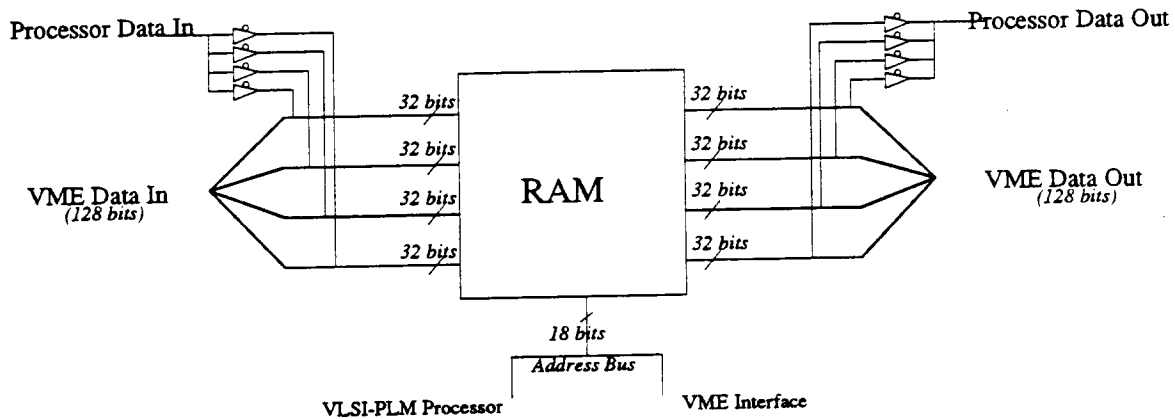 Processor Data In
Processor Data Out
32 bits
32 bits
32 bits
32 bits
VME Data In
(128 bits)
RAM
VME Data Out
(128 bits)
32 bits
32 bits
32 bits
32 bits
18 bits
Address Bus
VLSI-PLM Processor
VME Interface